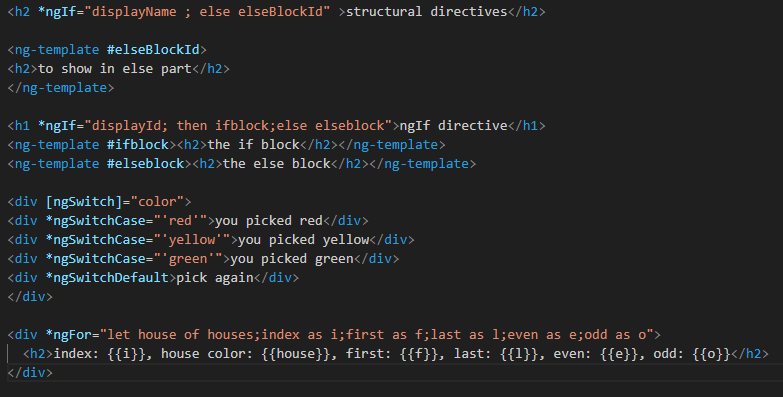 <h2 *ngIf="displayName ; else elseBlockId" >structural directives</h2>
<ng-template #elseBlockId>
<h2>to show in else part</h2>
</ng-template>
<h1 *ngIf="displayId; then ifblock;else elseblock">ngIf directive</h1>
<ng-template #ifblock><h2>the if block</h2></ng-template>
<ng-template #elseblock><h2>the else block</h2></ng-template>
<div [ngSwitch]="color">
<div *ngSwitchCase="'red'">you picked red</div>
<div *ngSwitchCase="'yellow'">you picked yellow</div>
<div *ngSwitchCase="'green'">you picked green</div>
<div *ngSwitchDefault>pick again</div>
</div>
<div *ngFor="let house of houses;index as i;first as f;last as l;even as e;odd as o">
  <h2>index: {{i}}, house color: {{house}}, first: {{f}}, last: {{l}}, even: {{e}}, odd: {{o}}</h2>
</div>